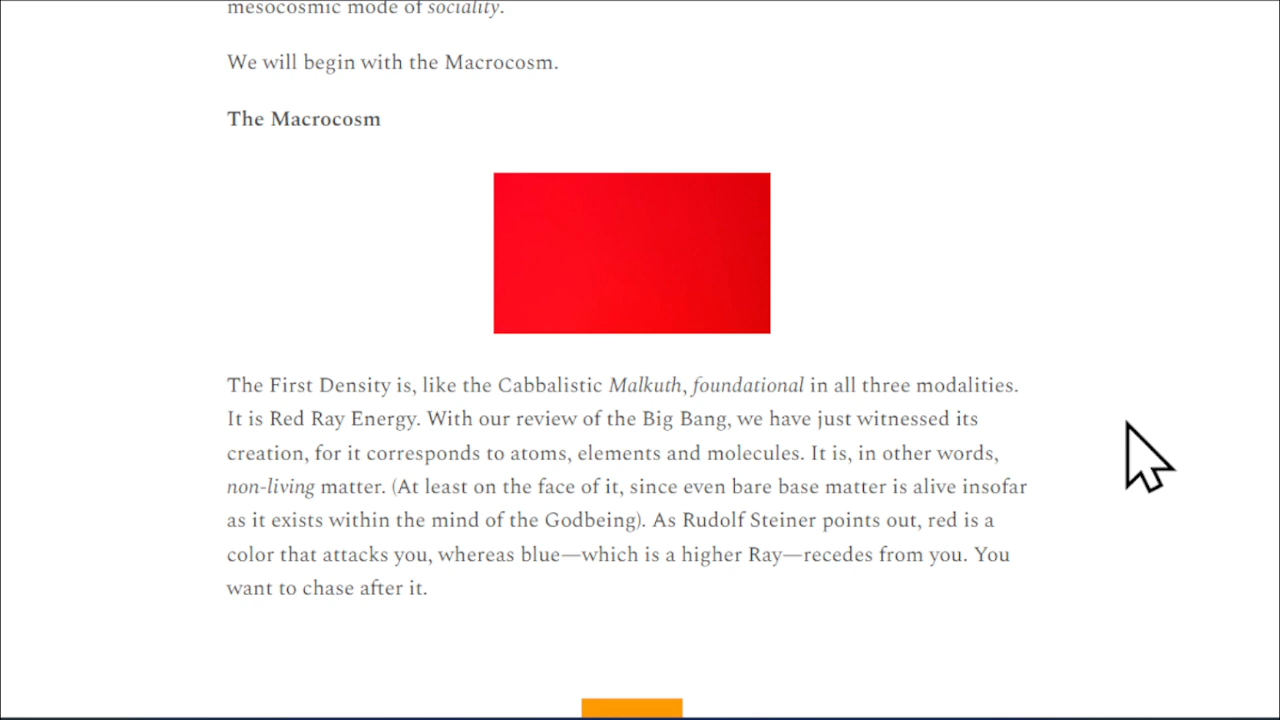 mesocosmic mode of sociality.
We will begin with the Macrocosm.
The Macrocosm
The First Density is, like the Cabbalistic Malkuth, foundational in all three modalities.
It is Red Ray Energy. With our review of the Big Bang, we have just witnessed its
creation, for it corresponds to atoms, elements and molecules. It is, in other words,
non-living matter. (At least on the face of it, since even bare base matter is alive insofar
as it exists within the mind of the Godbeing). As Rudolf Steiner points out, red is a
color that attacks you, whereas blue—which is a higher Ray—recedes from you. You
want to chase after it.